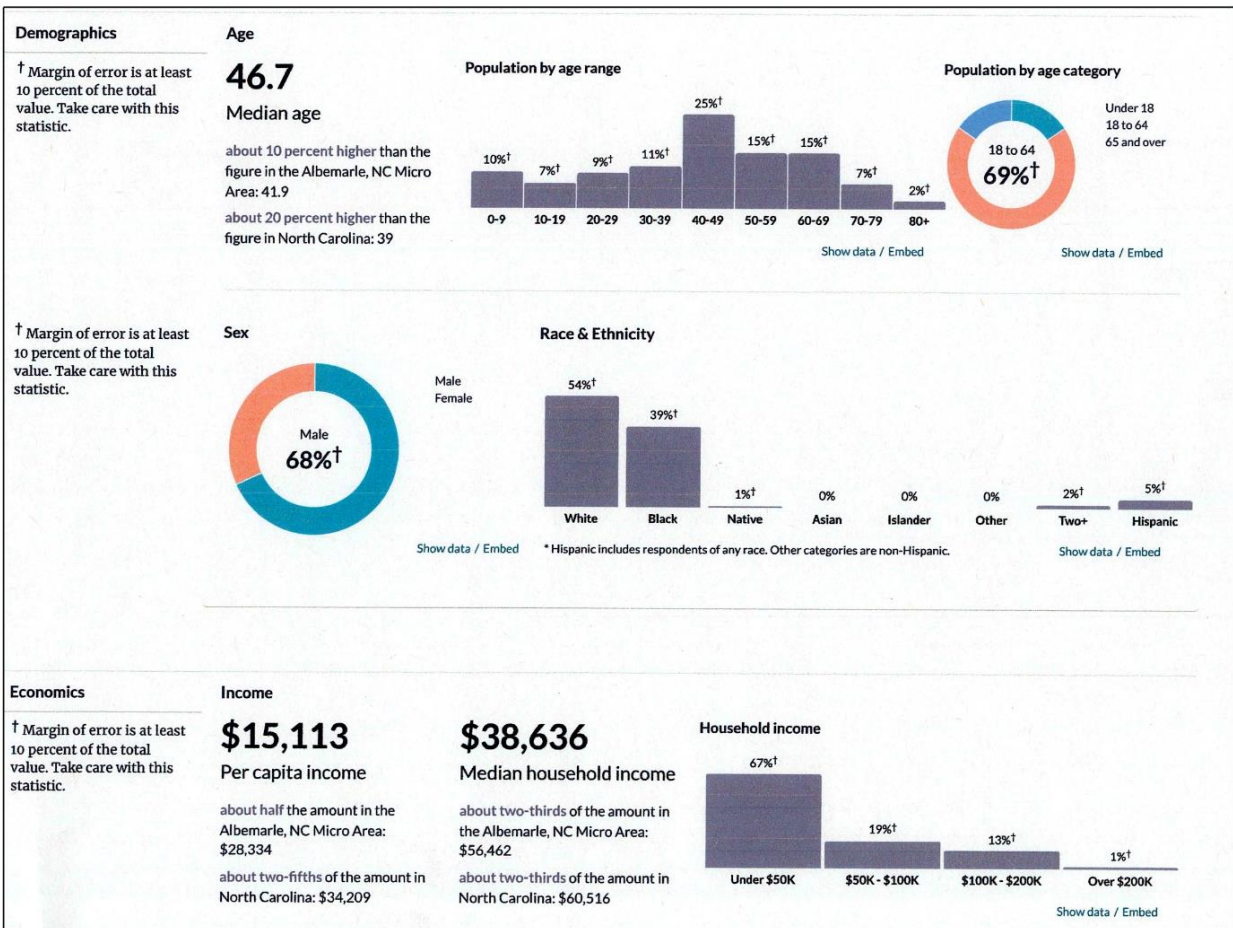 Demographics
† Margin of error is at least
10 percent of the total
value. Take care with this
statistic.
Age
46.7
Median age
about 10 percent higher than the
figure in the Albemarle, NC Micro
Area: 41.9
about 20 percent higher than the
figure in North Carolina: 39
Population by age range
10%† 7%† 9%† 11%† 25%† 15%† 15%† 7%† 2%†
0-9 10-19 20-29 30-39 40-49 50-59 60-69 70-79 80+
Show data / Embed
Population by age category
18 to 64
69%†
Under 18
18 to 64
65 and over
Show data / Embed
† Margin of error is at least
10 percent of the total
value. Take care with this
statistic.
Sex
Male
68%†
Male
Female
Show data / Embed
Race & Ethnicity
54%† 39%† 1%† 0% 0% 0% 2%† 5%†
White Black Native Asian Islander Other Two+ Hispanic
* Hispanic includes respondents of any race. Other categories are non-Hispanic.
Show data / Embed
Economics
† Margin of error is at least
10 percent of the total
value. Take care with this
statistic.
Income
$15,113
Per capita income
about half the amount in the
Albemarle, NC Micro Area:
$28,334
about two-fifths of the amount in
North Carolina: $34,209
$38,636
Median household income
about two-thirds of the amount in
the Albemarle, NC Micro Area:
$56,462
about two-thirds of the amount in
North Carolina: $60,516
Household income
67%† 19%† 13%† 1%†
Under $50K $50K - $100K $100K - $200K Over $200K
Show data / Embed